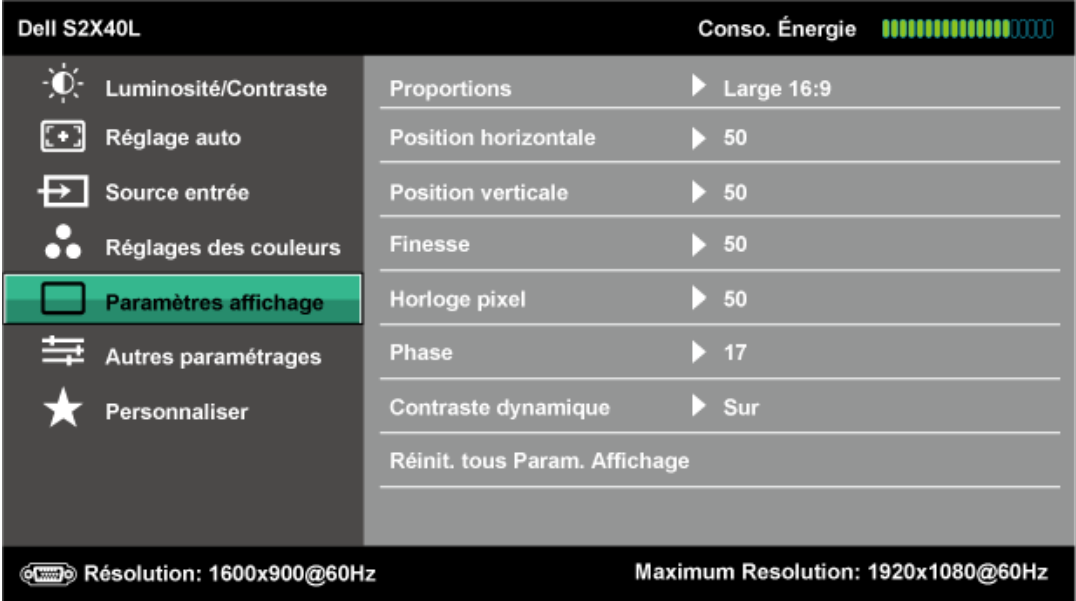 Dell S2X40L Conso. Énergie
Luminosité/Contraste
Réglage auto
Source entrée
Réglages des couleurs
Paramètres affichage
Autres paramétrages
Personnaliser
Proportions Large 16:9
Position horizontale 50
Position verticale 50
Finesse 50
Horloge pixel 50
Phase 17
Contraste dynamique Sur
Réinit. tous Param. Affichage
Résolution: 1600x900@60Hz Maximum Resolution: 1920x1080@60Hz